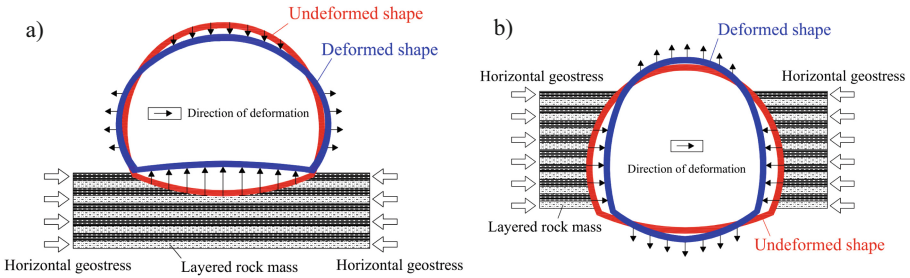 a)
Undeformed shape
Deformed shape
Direction of deformation
Horizontal geostress
Layered rock mass
Horizontal geostress
b)
Deformed shape
Horizontal geostress
Horizontal geostress
Direction of deformation
Layered rock mass
Undeformed shape